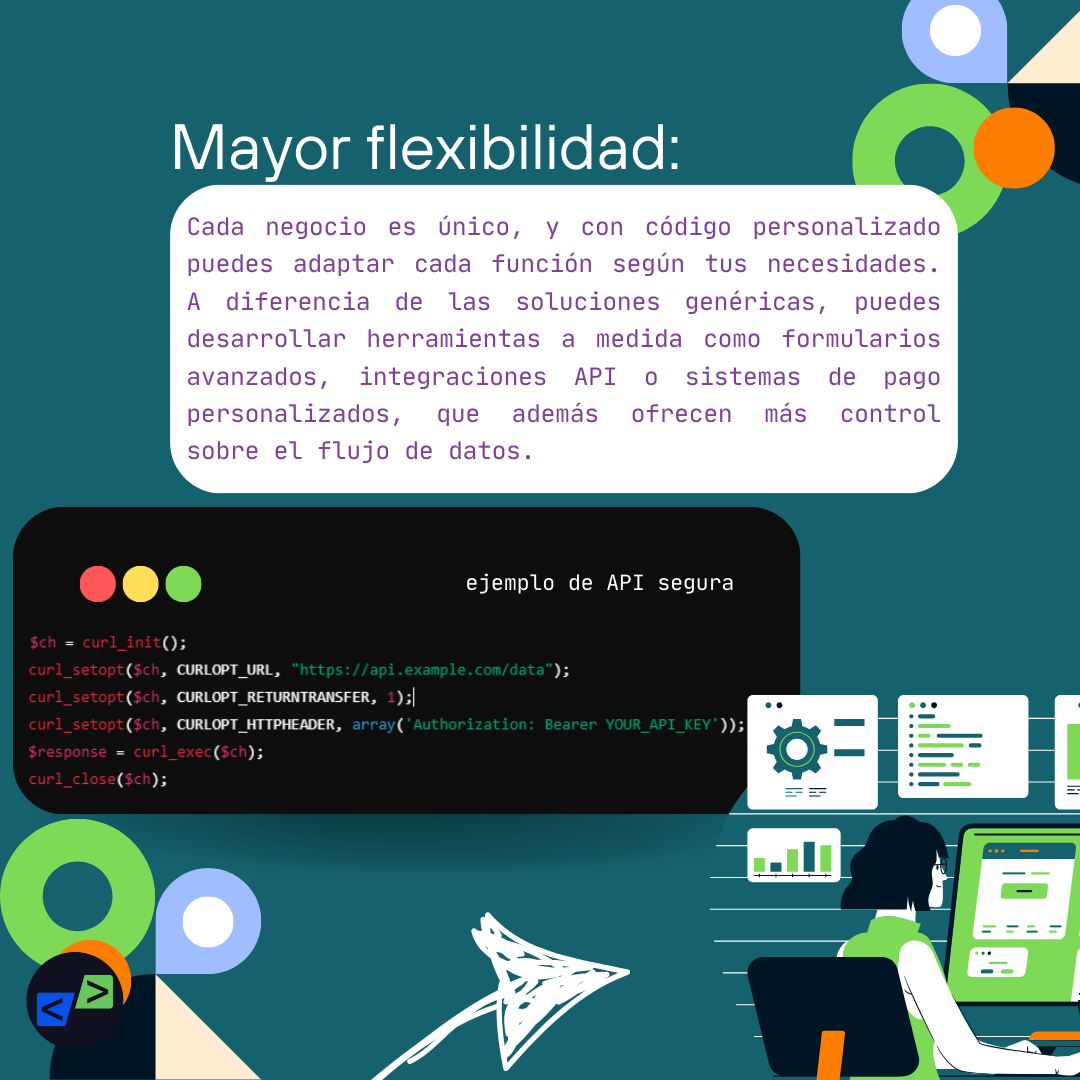 Mayor flexibilidad:
Cada negocio es único, y con código personalizado
puedes adaptar cada función según tus necesidades.
A diferencia de las soluciones genéricas, puedes
desarrollar herramientas a medida como formularios
avanzados, integraciones API o sistemas de pago
personalizados, que además ofrecen más control
sobre el flujo de datos.
ejemplo de API segura
$ch = curl_init();
curl_setopt($ch, CURLOPT_URL, "https://api.example.com/data");
curl_setopt($ch, CURLOPT_RETURNTRANSFER, 1);
curl_setopt($ch, CURLOPT_HTTPHEADER, array('Authorization: Bearer YOUR_API_KEY'));
$response = curl_exec($ch);
curl_close($ch);
< >